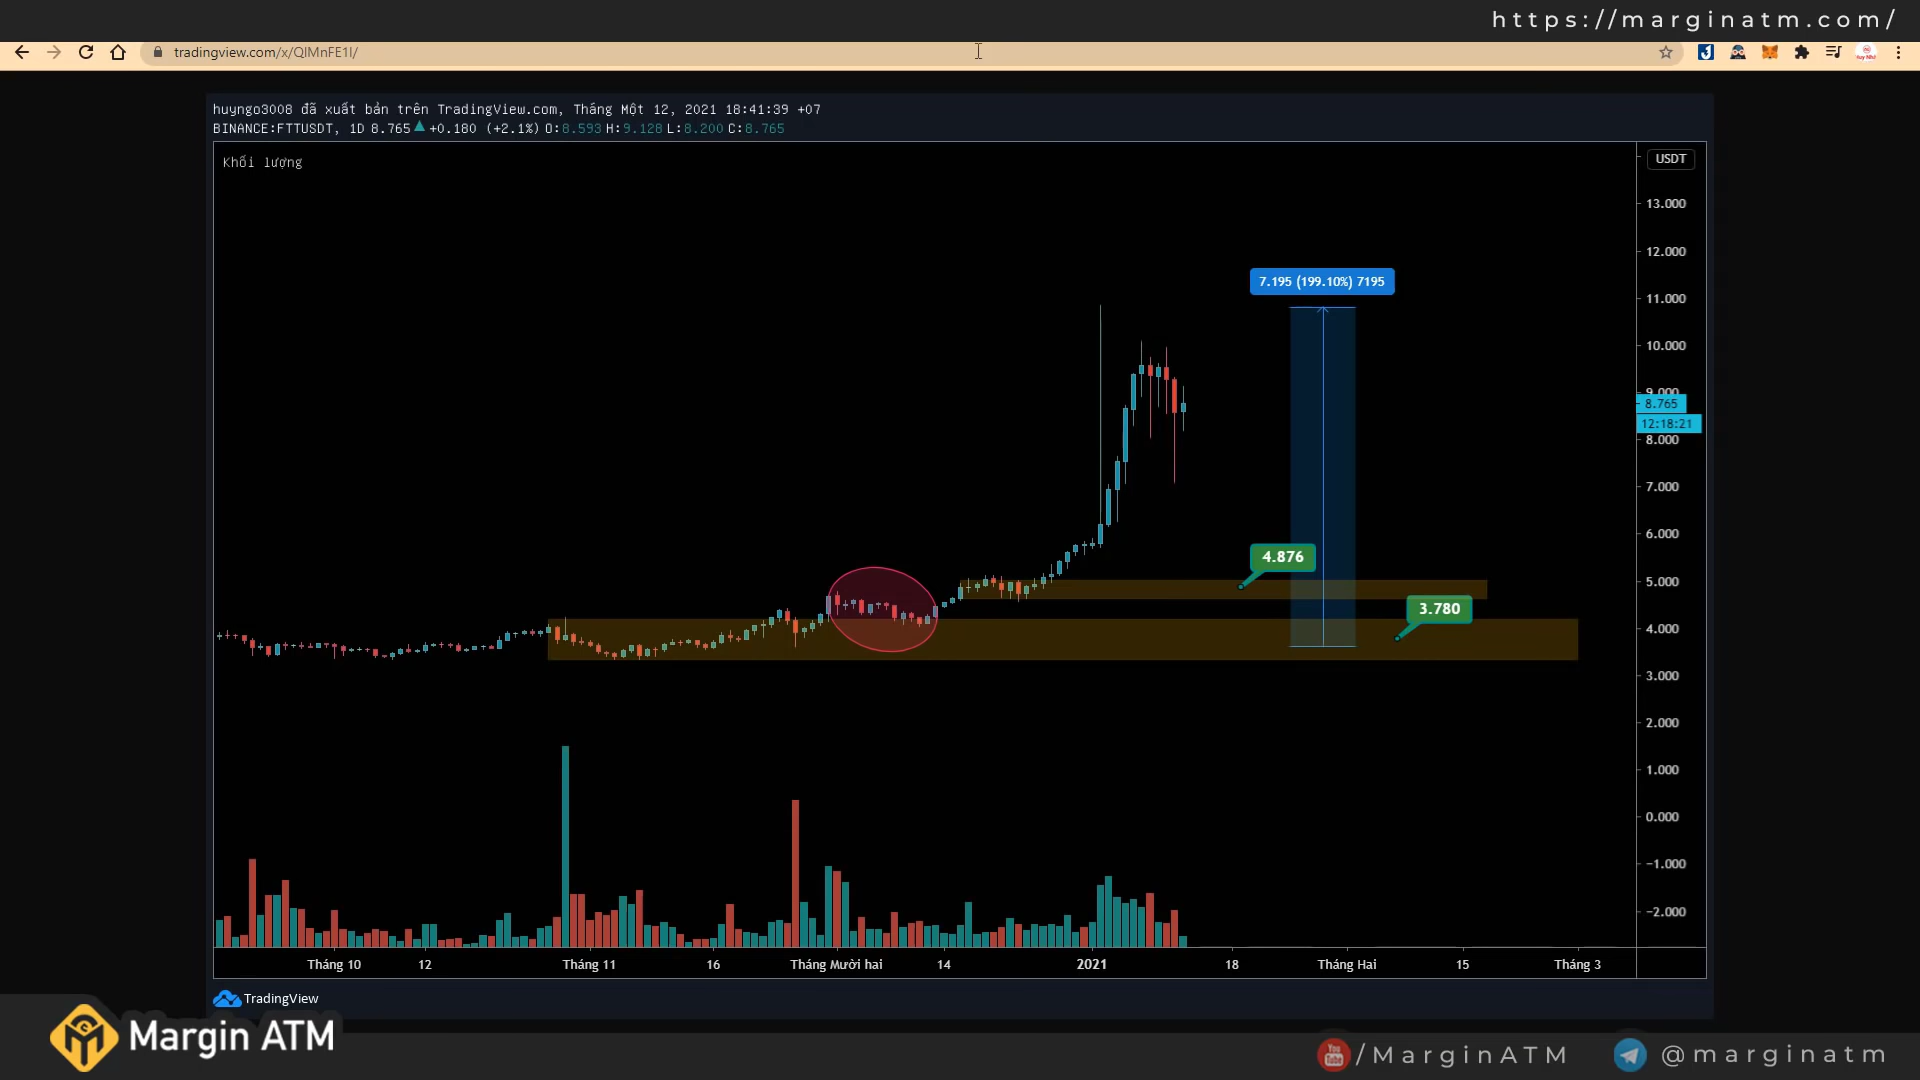 https://marginatm.com/
tradingview.com/x/QIMnFE1I/
huyngo3008 đã xuất bản trên TradingView.com, Tháng Một 12, 2021 18:41:39 +07
BINANCE:FTTUSDT, 1D 8.765 ▲ +0.180 (+2.1%) O:8.593 H:9.128 L:8.200 C:8.765
Khối lượng
USDT
13.000
12.000
7.195 (199.10%) 7195
11.000
10.000
9.000
8.765
12:18:21
8.000
7.000
6.000
4.876
5.000
3.780
4.000
3.000
2.000
1.000
0.000
−1.000
−2.000
Tháng 10 12 Tháng 11 16 Tháng Mười hai 14 2021 18 Tháng Hai 15 Tháng 3
TradingView
Margin ATM
You Tube /MarginATM @marginatm